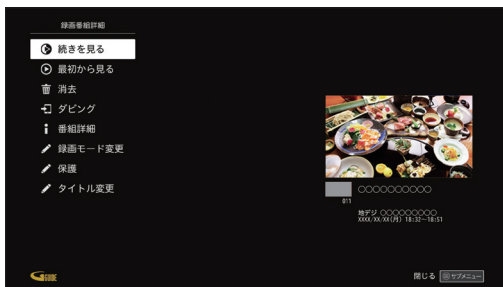 録画番組詳細
続きを見る
最初から見る
消去
ダビング
番組詳細
録画モード変更
保護
タイトル変更
○○○○○○○○○○
011
地デジ ○○○○○○○○○
XXXX/XX/XX(月) 18:32～18:51
G GUIDE
閉じる サブメニュー